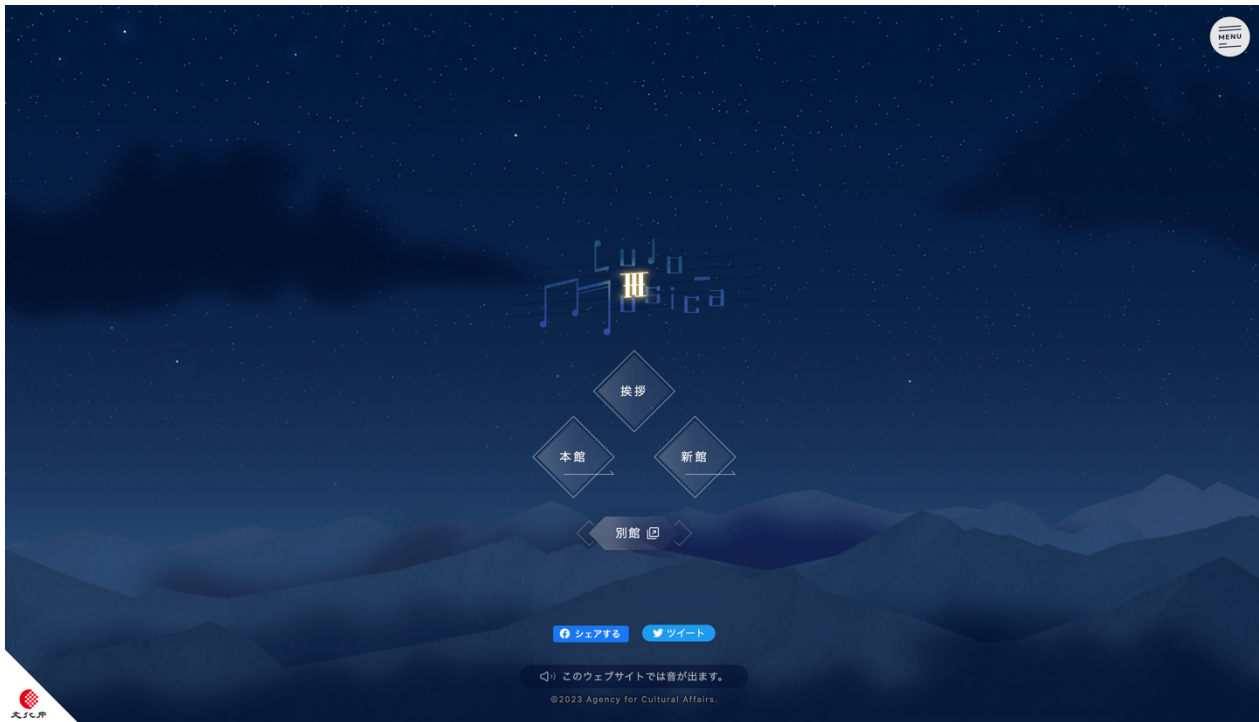 MENU
Ludo
Musica
III
挨拶
本館
新館
別館
シェアする
ツイート
このウェブサイトでは音が出ます。
©2023 Agency for Cultural Affairs.
文化庁